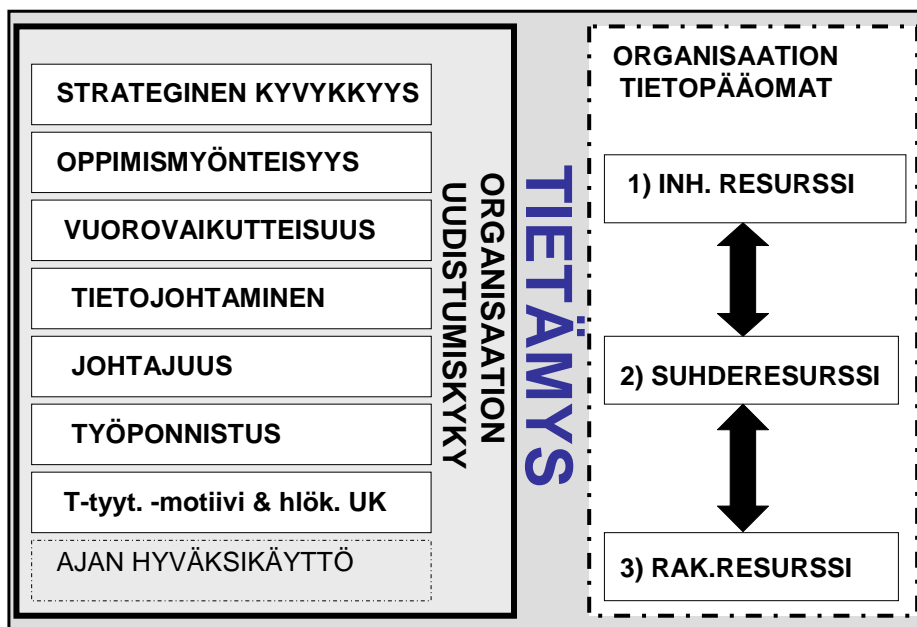 STRATEGINEN KYVYKKYYS
OPPIMISMYÖNTEISYYS
VUOROVAIKUTTEISUUS
TIETOJOHTAMINEN
JOHTAJUUS
TYÖPONNISTUS
T-tyyt. -motiivi & hlök. UK
AJAN HYVÄKSIKÄYTTÖ
ORGANISAATION
UUDISTUMISKYKY
TIETÄMYS
ORGANISAATION
TIETOPÄÄOMAT
1) INH. RESURSSI
2) SUHDERESURSSI
3) RAK.RESURSSI